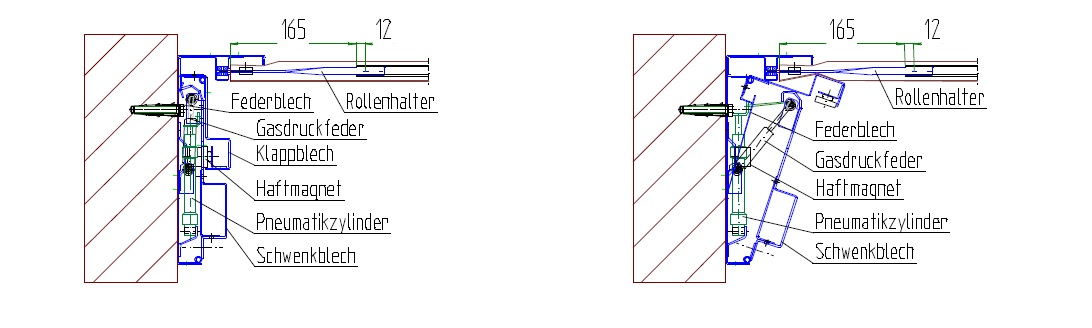 165 12
Rollenhalter
Federblech
Gasdruckfeder
Klappblech
Haftmagnet
Pneumatikzylinder
Schwenkblech
165 12
Rollenhalter
Federblech
Gasdruckfeder
Haftmagnet
Pneumatikzylinder
Schwenkblech